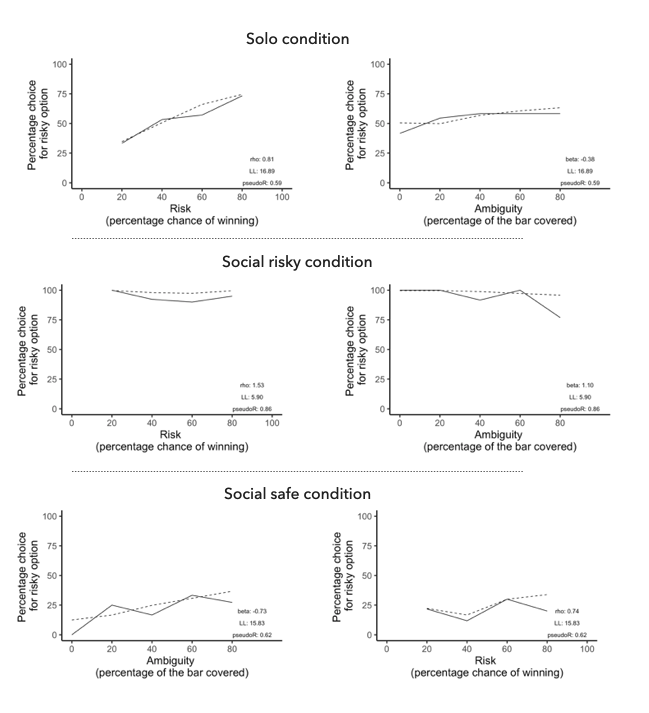 Solo condition
Percentage choice
for risky option
100
75
50
25
0
rho: 0.81
LL: 16.89
pseudoR: 0.59
0 20 40 60 80 100
Risk
(percentage chance of winning)
Percentage choice
for risky option
100
75
50
25
0
beta: -0.38
LL: 16.89
pseudoR: 0.59
0 20 40 60 80
Ambiguity
(percentage of the bar covered)
Social risky condition
Percentage choice
for risky option
100
75
50
25
0
rho: 1.53
LL: 5.90
pseudoR: 0.86
0 20 40 60 80 100
Risk
(percentage chance of winning)
Percentage choice
for risky option
100
75
50
25
0
beta: 1.10
LL: 5.90
pseudoR: 0.86
0 20 40 60 80
Ambiguity
(percentage of the bar covered)
Social safe condition
Percentage choice
for risky option
100
75
50
25
0
beta: -0.73
LL: 15.83
pseudoR: 0.62
0 20 40 60 80
Ambiguity
(percentage of the bar covered)
Percentage choice
for risky option
100
75
50
25
0
rho: 0.74
LL: 15.83
pseudoR: 0.62
0 20 40 60 80 100
Risk
(percentage chance of winning)